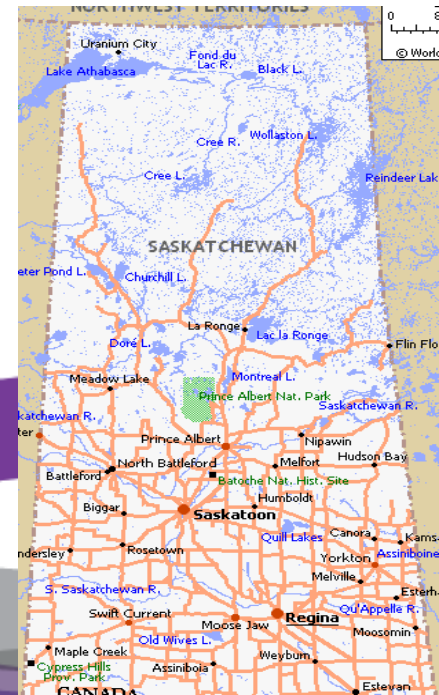 NORTHWEST TERRITORIES
0
© World
Uranium City
Fond du
Lac R.
Lake Athabasca
Black L.
Cree R.
Wollaston L.
Cree L.
Reindeer Lak
SASKATCHEWAN
eter Pond L.
Churchill L.
La Ronge
Lac la Ronge
Doré L.
Flin Flo
Montreal L.
Meadow Lake
Prince Albert Nat. Park
katchewan R.
Saskatchewan R.
ter
Prince Albert
Nipawin
North Battleford
Melfort
Hudson Bay
Battleford
Batoche Nat. Hist. Site
Humboldt
Biggar
Saskatoon
Quill Lakes
Canora
Kams
ndersley
Rosetown
Yorkton
Assiniboine
Melville
S. Saskatchewan R.
Esterh
Swift Current
Qu'Appelle R.
Moose Jaw
Regina
Old Wives L.
Moosomin
Maple Creek
Weyburn
Cypress Hills
Prov. Park
Assiniboia
Estevan
CANADA